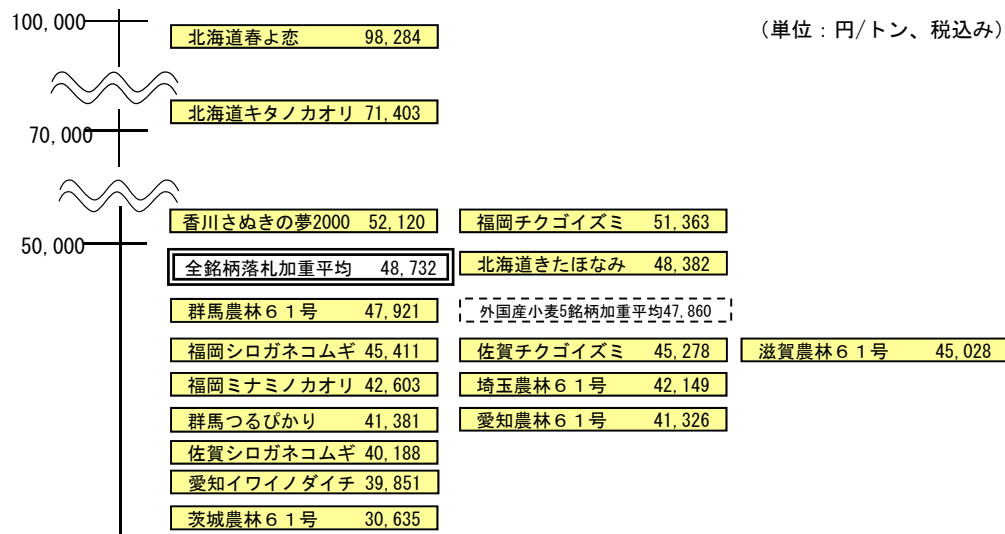 100,000
（単位：円/トン、税込み）
北海道春よ恋 98,284
北海道キタノカオリ 71,403
70,000
香川さぬきの夢2000 52,120 福岡チクゴイズミ 51,363
50,000
全銘柄落札加重平均 48,732 北海道きたほなみ 48,382
群馬農林６１号 47,921 外国産小麦5銘柄加重平均47,860
福岡シロガネコムギ 45,411 佐賀チクゴイズミ 45,278 滋賀農林６１号 45,028
福岡ミナミノカオリ 42,603 埼玉農林６１号 42,149
群馬つるぴかり 41,381 愛知農林６１号 41,326
佐賀シロガネコムギ 40,188
愛知イワイノダイチ 39,851
茨城農林６１号 30,635